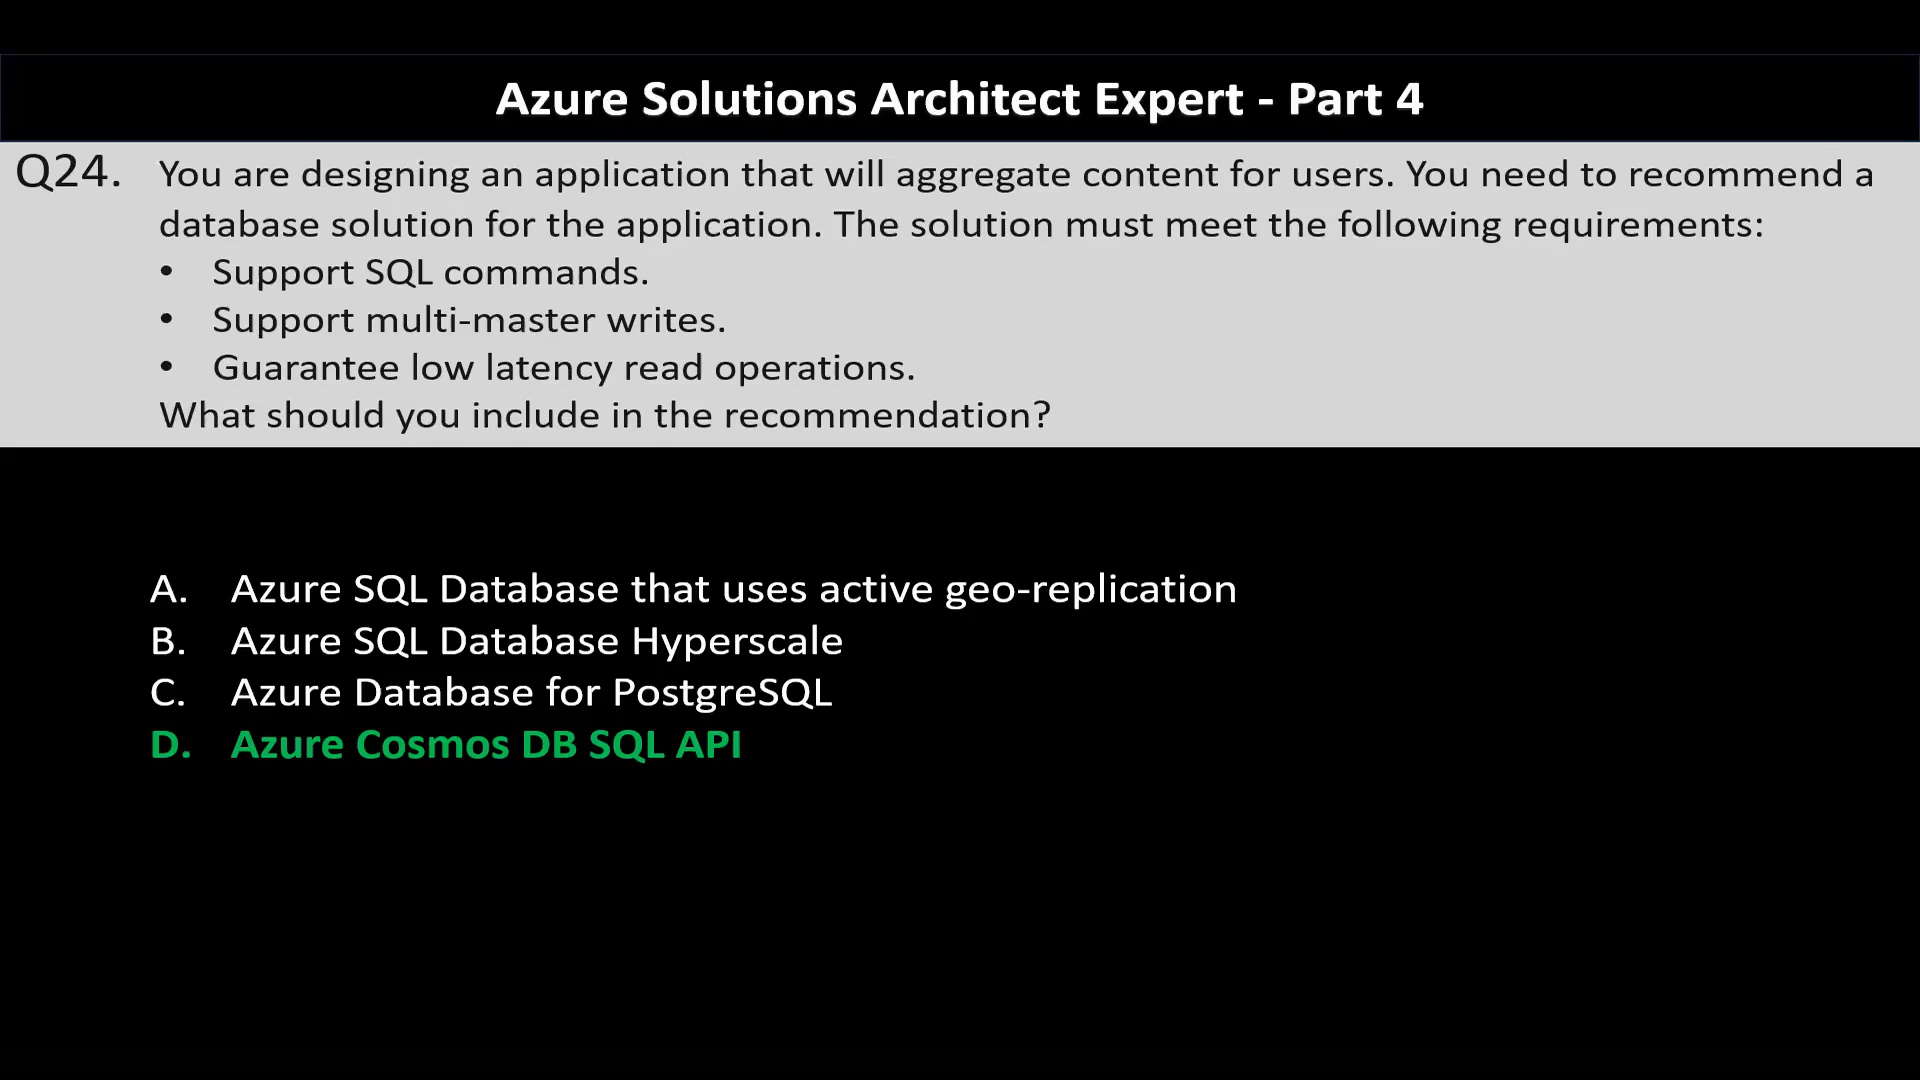 Azure Solutions Architect Expert - Part 4
Q24. You are designing an application that will aggregate content for users. You need to recommend a
database solution for the application. The solution must meet the following requirements:
• Support SQL commands.
• Support multi-master writes.
• Guarantee low latency read operations.
What should you include in the recommendation?
A. Azure SQL Database that uses active geo-replication
B. Azure SQL Database Hyperscale
C. Azure Database for PostgreSQL
D. Azure Cosmos DB SQL API